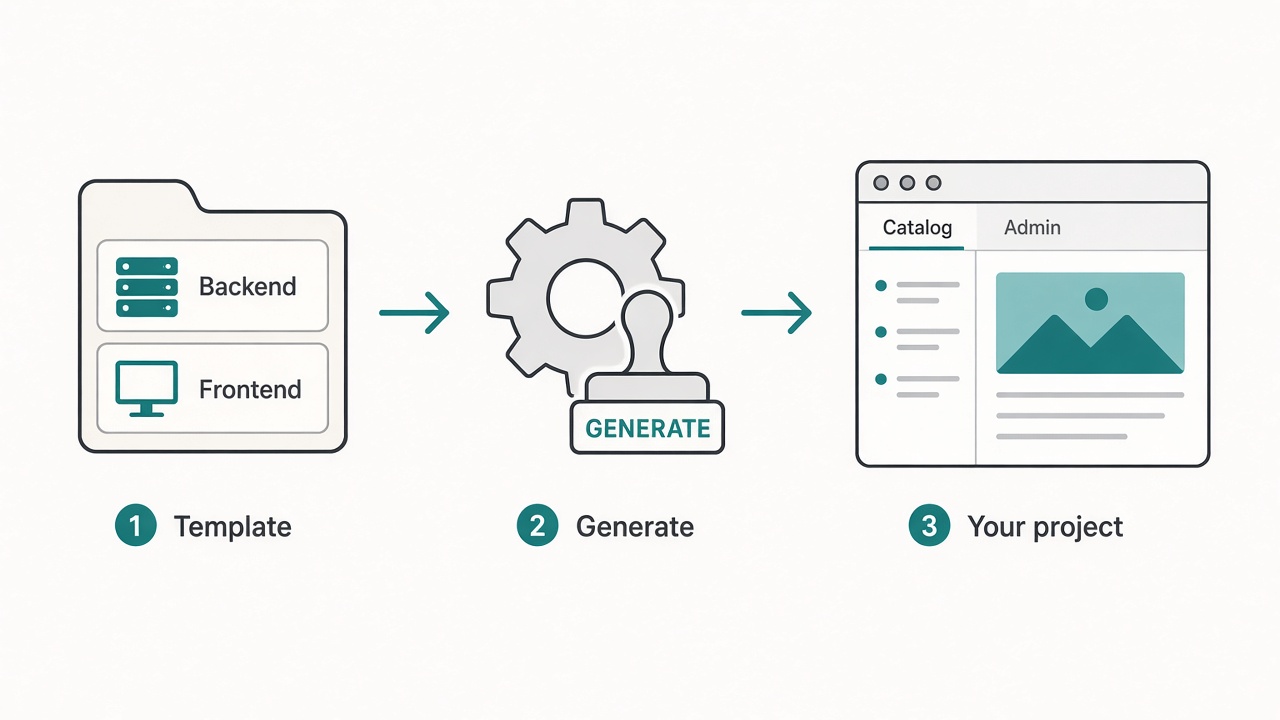 Backend
Frontend
GENERATE
Catalog
Admin
1 Template
2 Generate
3 Your project